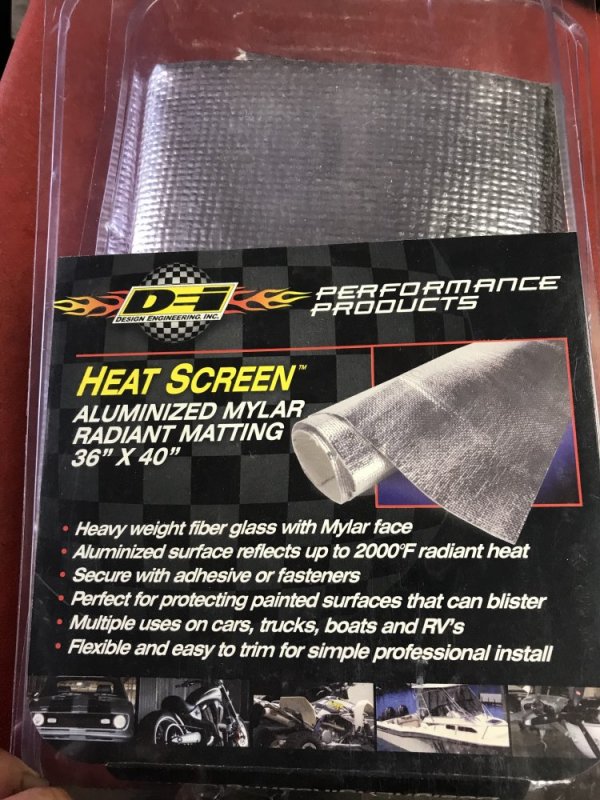 DEi
DESIGN ENGINEERING, INC.
PERFORMANCE
PRODUCTS
HEAT SCREEN™
ALUMINIZED MYLAR
RADIANT MATTING
36" X 40"
• Heavy weight fiber glass with Mylar face
• Aluminized surface reflects up to 2000°F radiant heat
• Secure with adhesive or fasteners
• Perfect for protecting painted surfaces that can blister
• Multiple uses on cars, trucks, boats and RV's
• Flexible and easy to trim for simple professional install